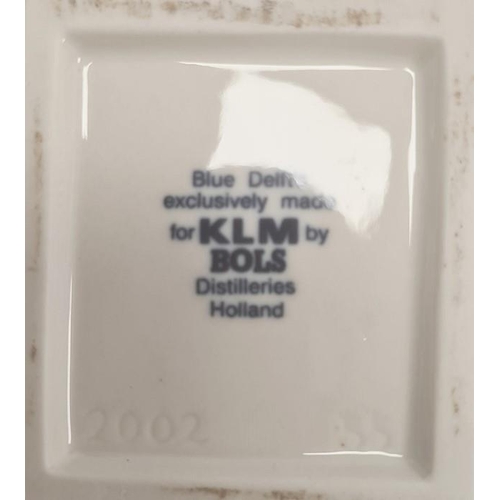 Blue Delft
exclusively made
for KLM by
BOLS
Distilleries
Holland
2002